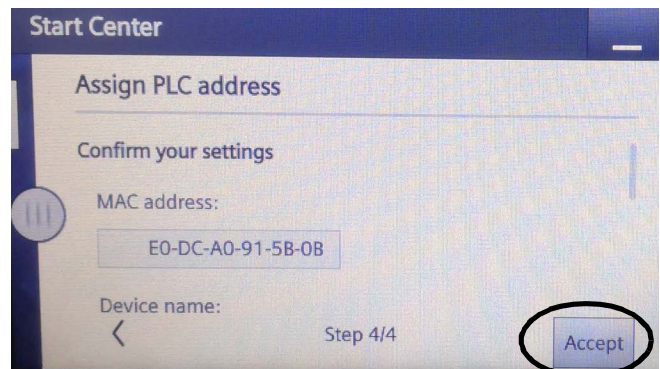 Start Center
Assign PLC address
Confirm your settings
MAC address:
E0-DC-A0-91-5B-0B
Device name:
Step 4/4
Accept